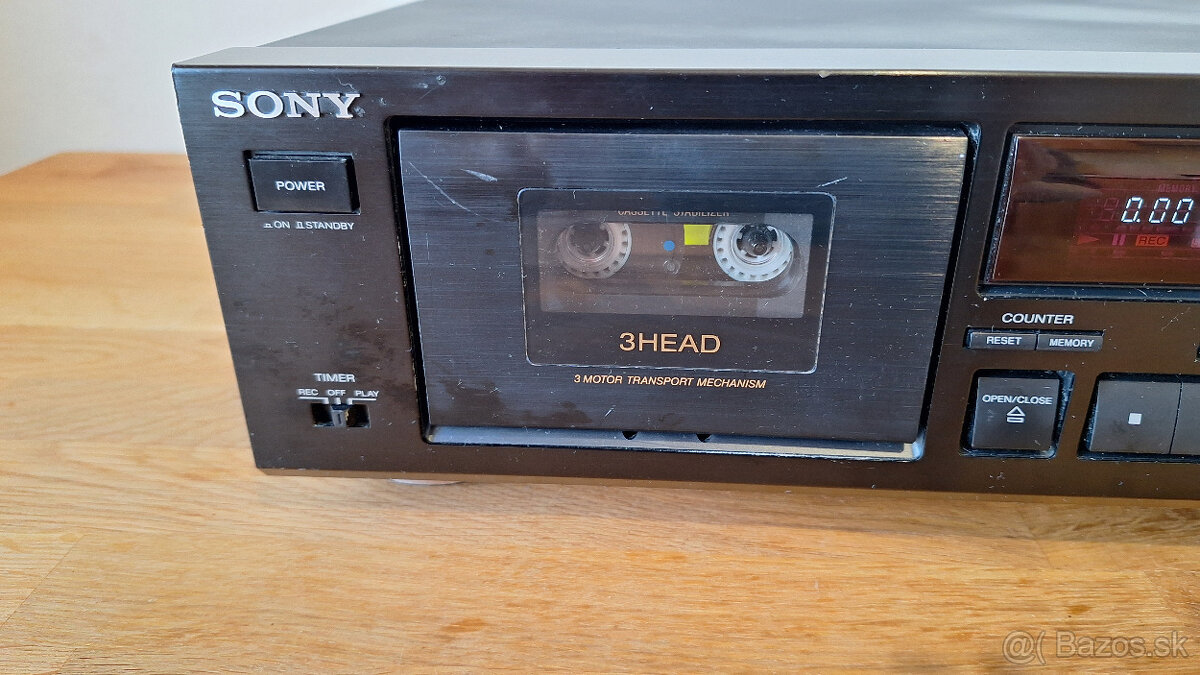 SONY
POWER
ON STANDBY
TIMER
REC OFF PLAY
CASSETTE STABILIZER
3HEAD
3 MOTOR TRANSPORT MECHANISM
MEMORY
0.00
REC
COUNTER
RESET MEMORY
OPEN/CLOSE
@( Bazos.sk